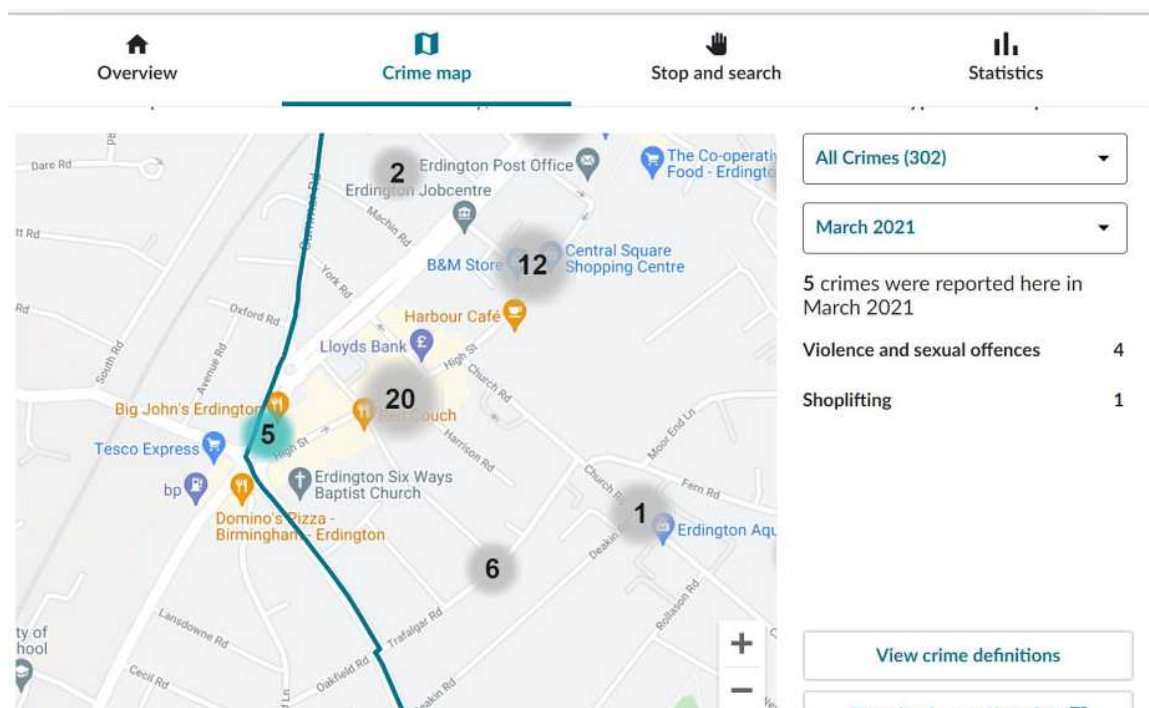 Overview
Crime map
Stop and search
Statistics
All Crimes (302)
March 2021
5 crimes were reported here in
March 2021
Violence and sexual offences 4
Shoplifting 1
View crime definitions
Dare Rd
2
Erdington Post Office
The Co-operati
Food - Erdingto
Erdington Jobcentre
Machin Rd
Summer Rd
lt Rd
York Rd
B&M Store
12
Central Square
Shopping Centre
Rd
Oxford Rd
Harbour Café
Lloyds Bank
High St
South Rd
Avenue Rd
Church Rd
20
Big John's Erdington
Red Couch
5
High St
Harrison Rd
Moor End Ln
Tesco Express
bp
Erdington Six Ways
Baptist Church
Church Rd
Fern Rd
Domino's Pizza -
Birmingham - Erdington
1
Erdington Aqu
Deakin Rd
6
Rollason Rd
Lansdowne Rd
ty of
hool
Trafalgar Rd
Cecil Rd
Oakfield Rd
Deakin Rd
+
−